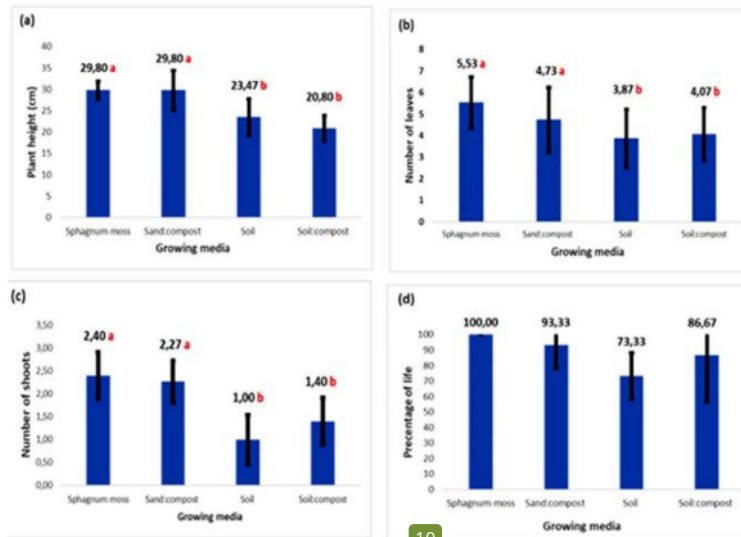 (a)
40
35
30
25
20
15
10
5
0
Plant height (cm)
29,80 a
29,80 a
23,47 b
20,80 b
Sphagnum moss Sand:compost Soil Soil:compost
Growing media
(b)
8
7
6
5
4
3
2
1
0
Number of leaves
5,53 a
4,73 a
3,87 b
4,07 b
Sphagnum moss Sand:compost Soil Soil:compost
Growing media
(c)
3,50
3,00
2,50
2,00
1,50
1,00
0,50
0,00
Number of shoots
2,40 a
2,27 a
1,00 b
1,40 b
Sphagnum moss Sand:compost Soil Soil:compost
Growing media
(d)
100
90
80
70
60
50
40
30
20
10
0
Precentage of life
100,00
93,33
73,33
86,67
Sphagnum moss Sand:compost Soil Soil:compost
Growing media